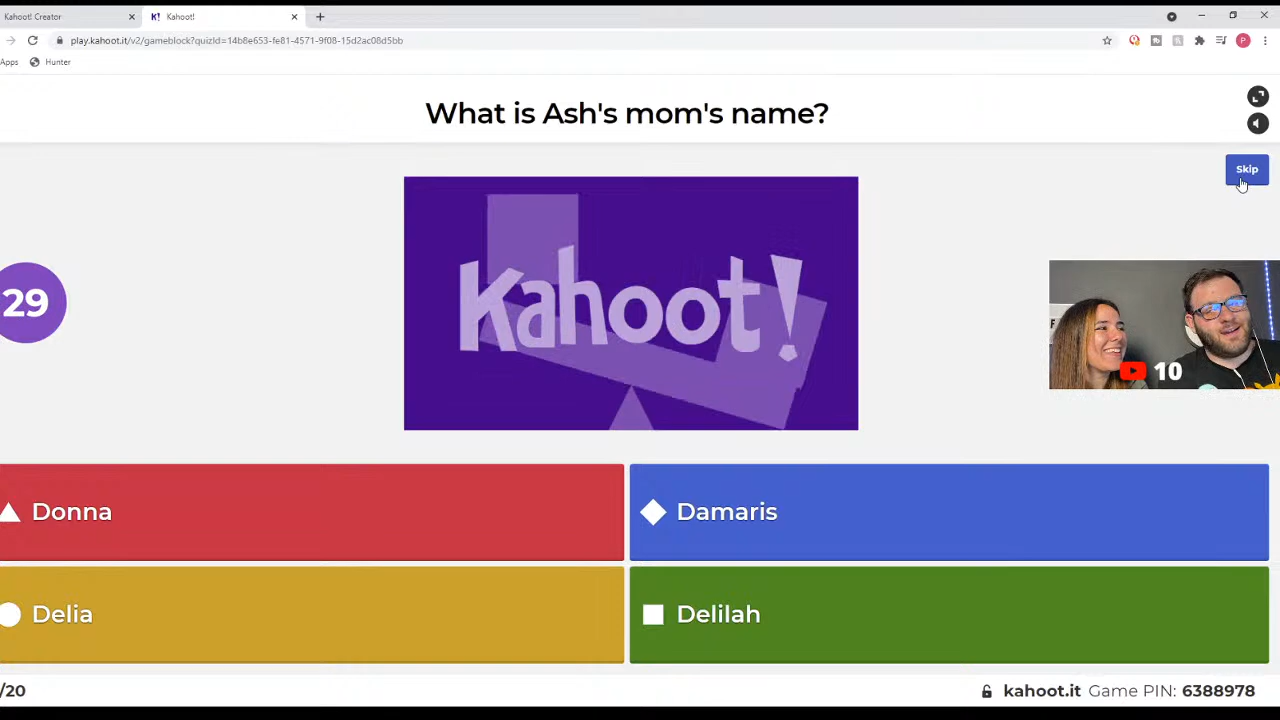 Kahoot! Creator
K! Kahoot!
play.kahoot.it/v2/gameblock?quizId=14b8e653-fe81-4571-9f08-15d2ac08d5bb
P
Apps Hunter
What is Ash's mom's name?
Skip
Kahoot!
29
F
10
Donna
Damaris
Delia
Delilah
/20
kahoot.it Game PIN: 6388978